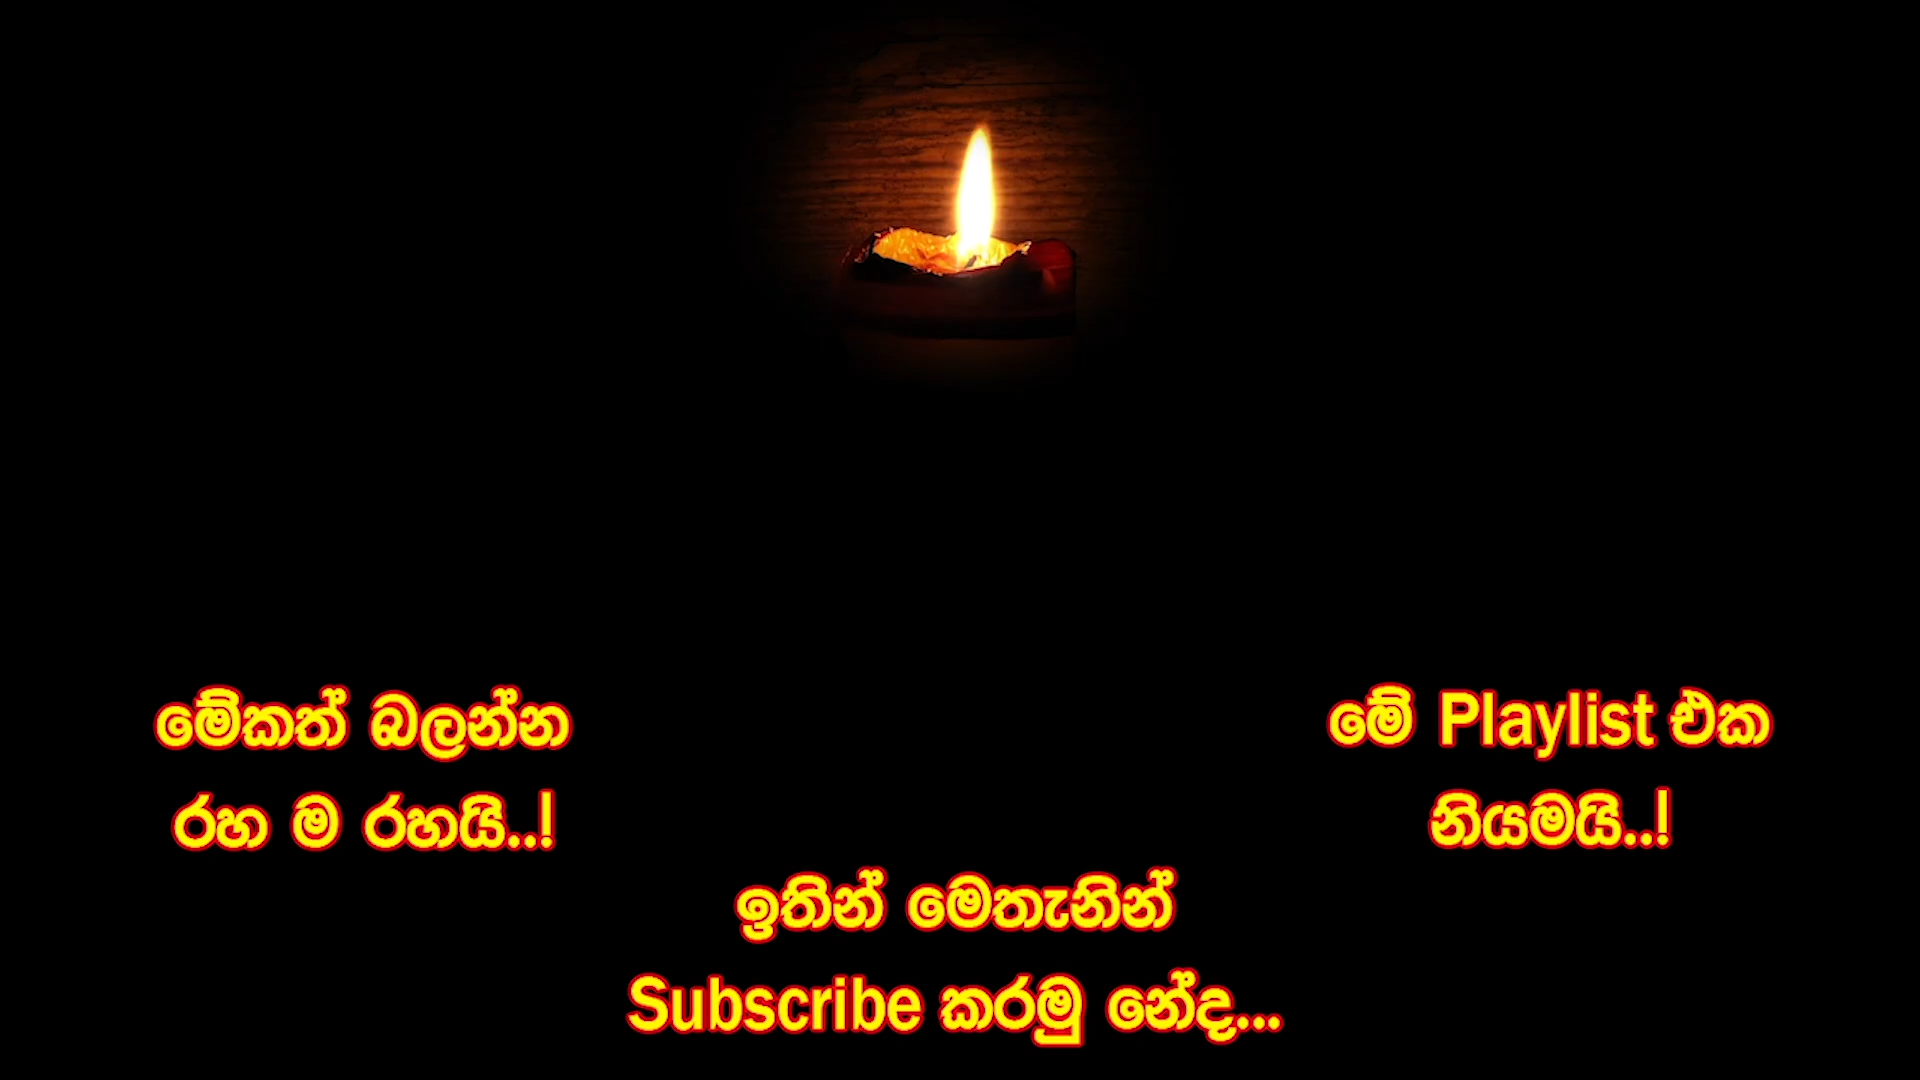 මේකත් බලන්න
රහ ම රහයි..!
මේ Playlist එක
නියමයි..!
ඉතින් මෙතැනින්
Subscribe කරමු නේද...